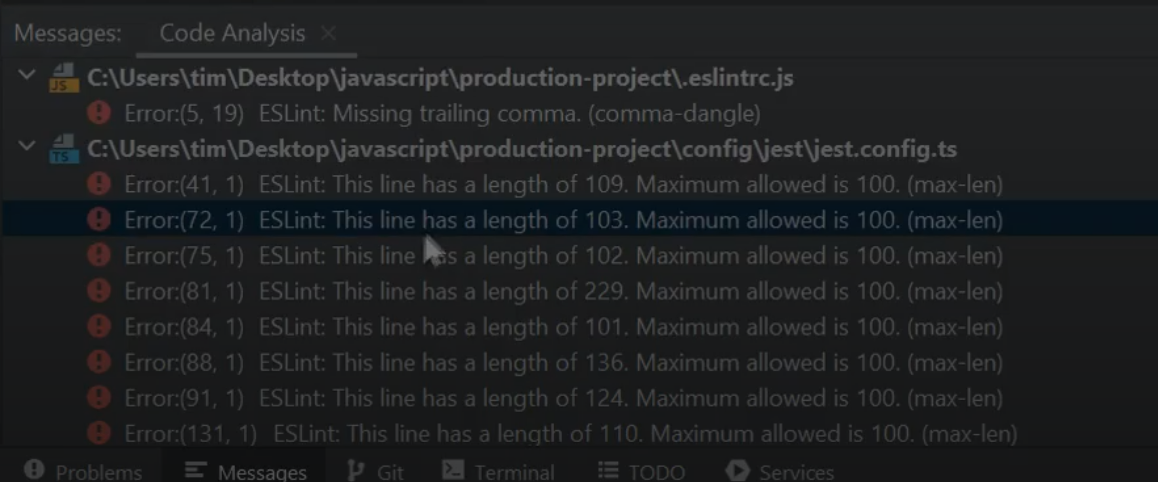 Messages: Code Analysis
JS C:\Users\tim\Desktop\javascript\production-project\.eslintrc.js
Error:(5, 19) ESLint: Missing trailing comma. (comma-dangle)
TS C:\Users\tim\Desktop\javascript\production-project\config\jest\jest.config.ts
Error:(41, 1) ESLint: This line has a length of 109. Maximum allowed is 100. (max-len)
Error:(72, 1) ESLint: This line has a length of 103. Maximum allowed is 100. (max-len)
Error:(75, 1) ESLint: This line has a length of 102. Maximum allowed is 100. (max-len)
Error:(81, 1) ESLint: This line has a length of 229. Maximum allowed is 100. (max-len)
Error:(84, 1) ESLint: This line has a length of 101. Maximum allowed is 100. (max-len)
Error:(88, 1) ESLint: This line has a length of 136. Maximum allowed is 100. (max-len)
Error:(91, 1) ESLint: This line has a length of 124. Maximum allowed is 100. (max-len)
Error:(131, 1) ESLint: This line has a length of 110. Maximum allowed is 100. (max-len)
Problems Messages Git Terminal TODO Services